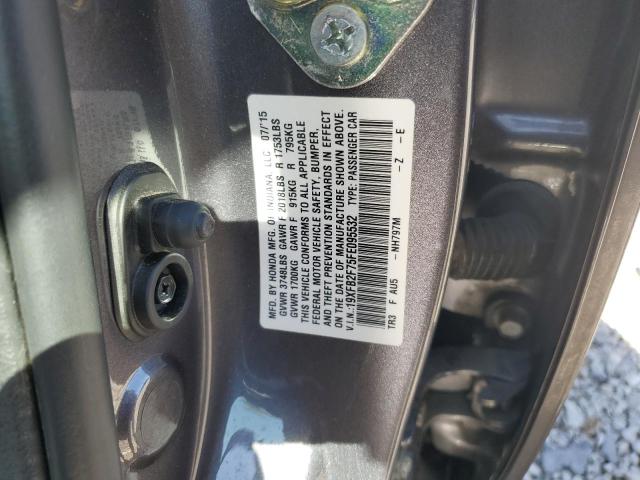 MFD. BY HONDA MFG. OF INDIANA, LLC 07/'15
GVWR 3748LBS GAWR F 2018LBS R 1753LBS
GVWR 1700KG GAWR F 915KG R 795KG
THIS VEHICLE CONFORMS TO ALL APPLICABLE
FEDERAL MOTOR VEHICLE SAFETY, BUMPER,
AND THEFT PREVENTION STANDARDS IN EFFECT
ON THE DATE OF MANUFACTURE SHOWN ABOVE.
V.I.N.:19XFB2F75FE095532 TYPE: PASSENGER CAR
TR3 F AU5 -NH797M -Z -E